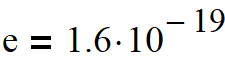 e = 1.6·10⁻¹⁹